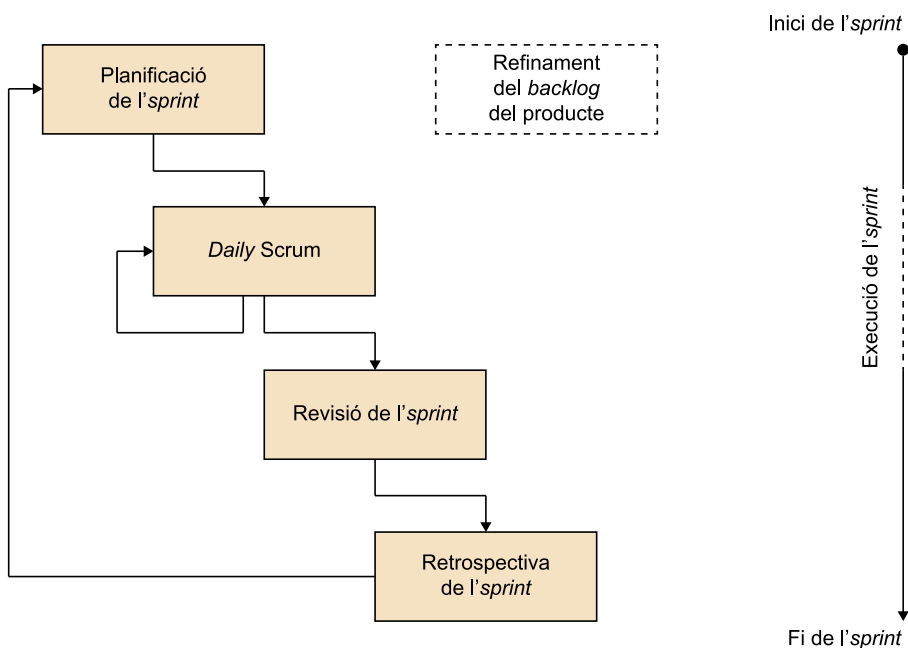 Inici de l'sprint
Planificació
de l'sprint
Refinament
del backlog
del producte
Daily Scrum
Execució de l'sprint
Revisió de l'sprint
Retrospectiva
de l'sprint
Fi de l'sprint